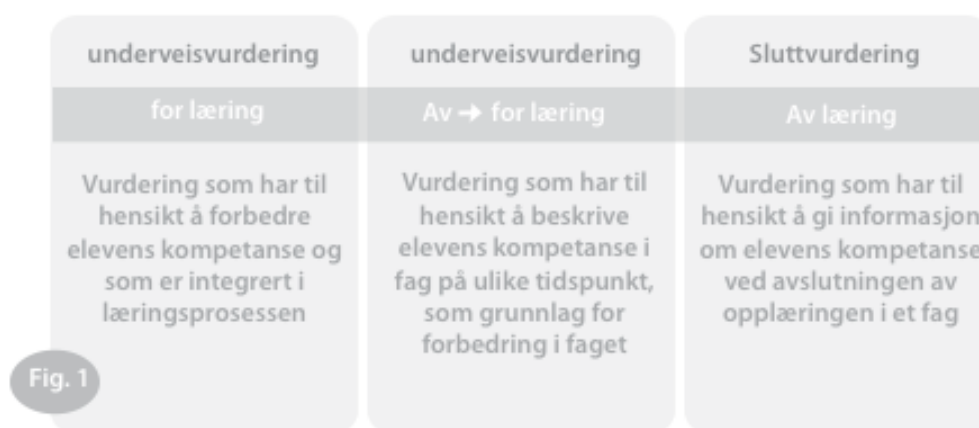 underveisvurdering
for læring
Vurdering som har til
hensikt å forbedre
elevens kompetanse og
som er integrert i
læringsprosessen
underveisvurdering
Av → for læring
Vurdering som har til
hensikt å beskrive
elevens kompetanse i
fag på ulike tidspunkt,
som grunnlag for
forbedring i faget
Sluttvurdering
Av læring
Vurdering som har til
hensikt å gi informasjon
om elevens kompetanse
ved avslutningen av
opplæringen i et fag
Fig. 1